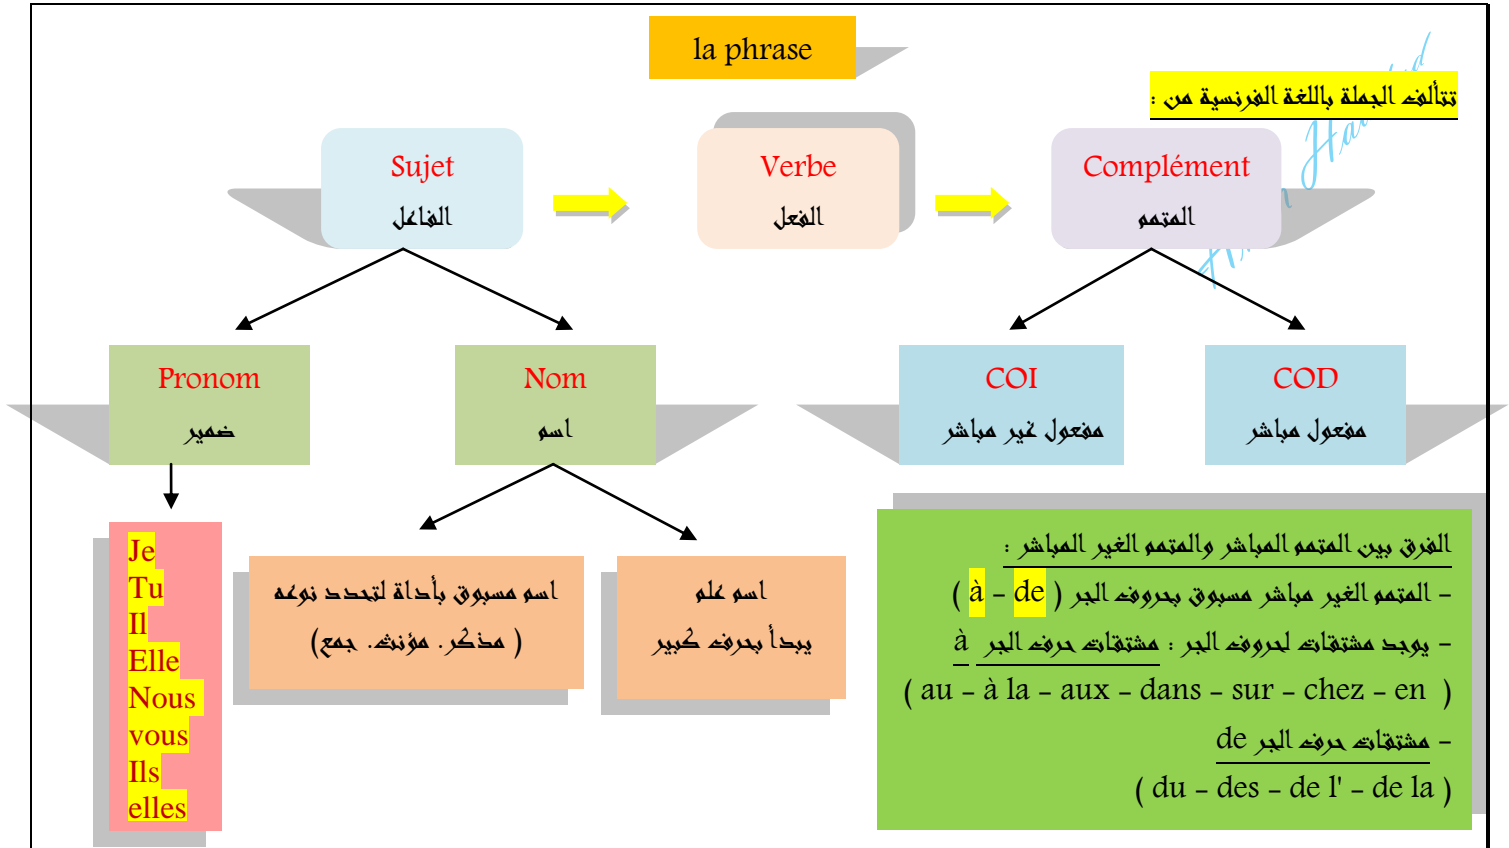 la phrase
تتألف الجملة باللغة الفرنسية من :
Sujet
الفاعل
Verbe
الفعل
Complément
المتمم
Pronom
ضمير
Nom
اسم
COI
مفعول غير مباشر
COD
مفعول مباشر
Je
Tu
Il
Elle
Nous
vous
Ils
elles
اسم مسبوق بأداة لتحدد نوعه
( مذكر. مؤنث. جمع)
اسم علم
يبدأ بحرف كبير
الفرق بين المتمم المباشر والمتمم الغير المباشر :
- المتمم الغير مباشر مسبوق بحروف الجر ( à - de )
- يوجد مشتقات لحروف الجر : مشتقات حرف الجر à
( au - à la - aux - dans - sur - chez - en )
- مشتقات حرف الجر de
( du - des - de l' - de la )